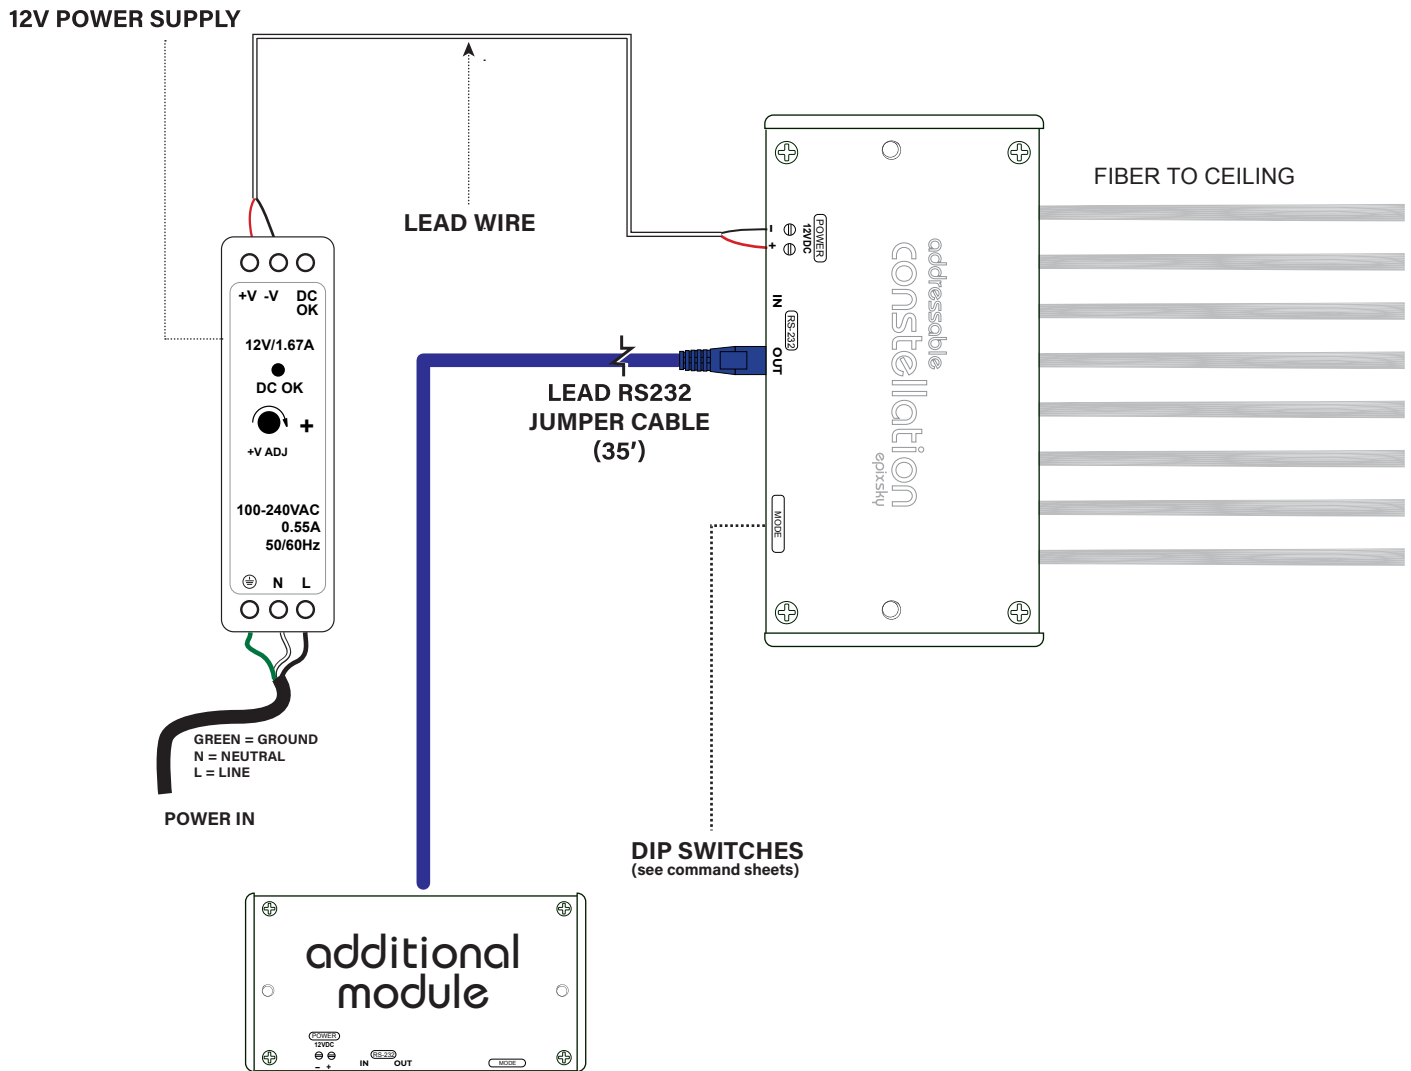 12V POWER SUPPLY
LEAD WIRE
FIBER TO CEILING
+V -V DC
OK
12V/1.67A
DC OK
+
+V ADJ
100-240VAC
0.55A
50/60Hz
N L
GREEN = GROUND
N = NEUTRAL
L = LINE
POWER IN
- +
12VDC
POWER
IN
RS-232
OUT
MODE
addressable
constellation
epixsky
LEAD RS232
JUMPER CABLE
(35')
DIP SWITCHES
(see command sheets)
additional
module
POWER
12VDC
- +
RS-232
IN OUT
MODE